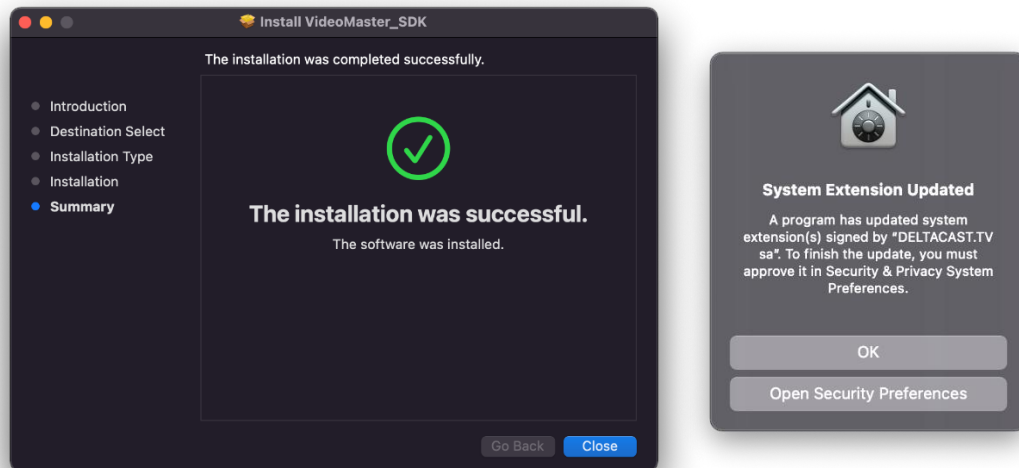 Install VideoMaster_SDK
The installation was completed successfully.
Introduction
Destination Select
Installation Type
Installation
Summary
The installation was successful.
The software was installed.
Go Back
Close
System Extension Updated
A program has updated system
extension(s) signed by "DELTACAST.TV
sa". To finish the update, you must
approve it in Security & Privacy System
Preferences.
OK
Open Security Preferences